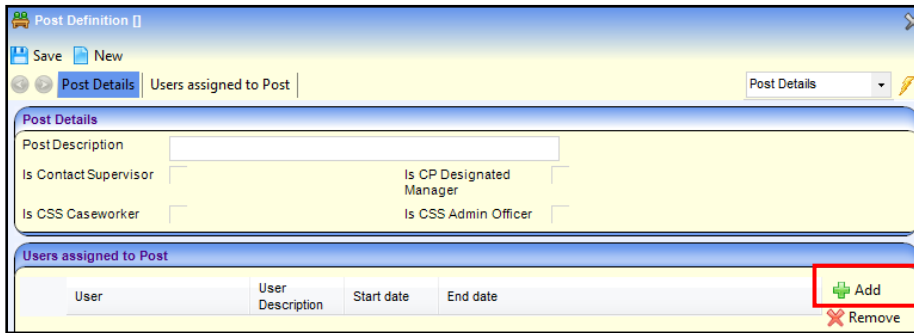 Post Definition []
Save New
Post Details Users assigned to Post Post Details
Post Details
Post Description
Is Contact Supervisor Is CP Designated
Manager
Is CSS Caseworker Is CSS Admin Officer
Users assigned to Post
User User Description Start date End date Add
Remove